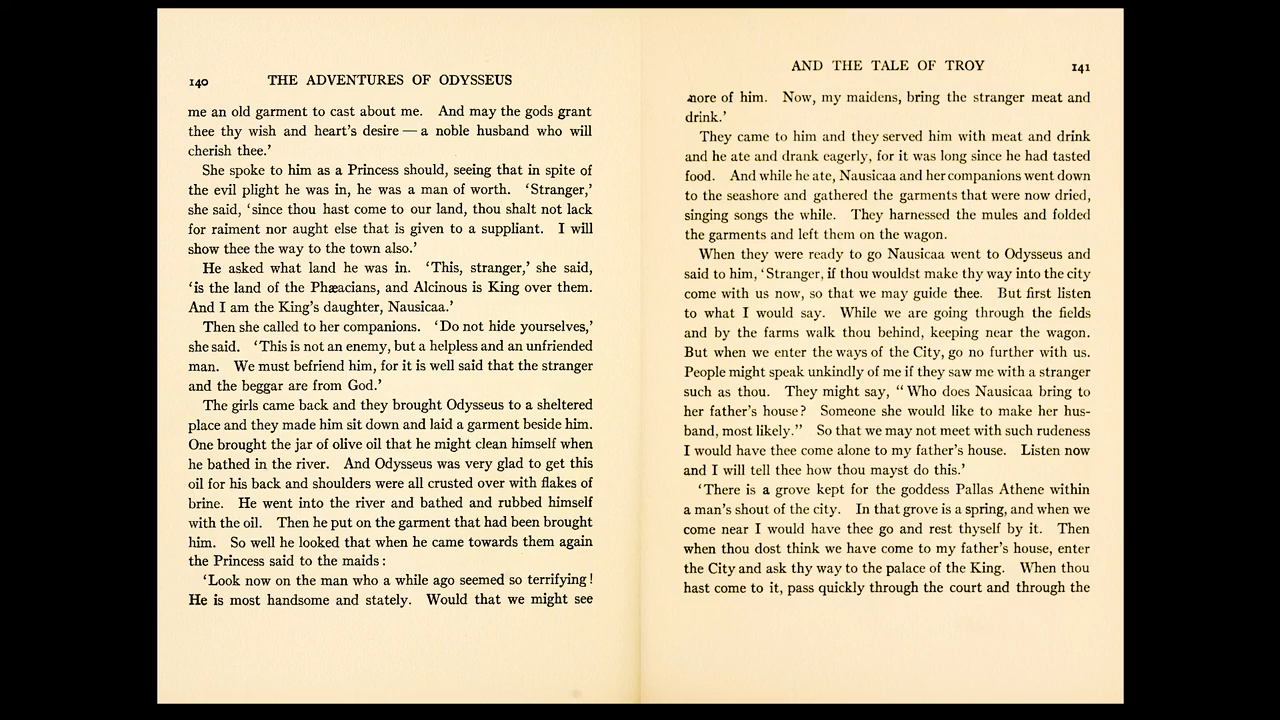 140 THE ADVENTURES OF ODYSSEUS
me an old garment to cast about me. And may the gods grant
thee thy wish and heart's desire — a noble husband who will
cherish thee.'
She spoke to him as a Princess should, seeing that in spite of
the evil plight he was in, he was a man of worth. 'Stranger,'
she said, 'since thou hast come to our land, thou shalt not lack
for raiment nor aught else that is given to a suppliant. I will
show thee the way to the town also.'
He asked what land he was in. 'This, stranger,' she said,
'is the land of the Phæacians, and Alcinous is King over them.
And I am the King's daughter, Nausicaa.'
Then she called to her companions. 'Do not hide yourselves,'
she said. 'This is not an enemy, but a helpless and an unfriended
man. We must befriend him, for it is well said that the stranger
and the beggar are from God.'
The girls came back and they brought Odysseus to a sheltered
place and they made him sit down and laid a garment beside him.
One brought the jar of olive oil that he might clean himself when
he bathed in the river. And Odysseus was very glad to get this
oil for his back and shoulders were all crusted over with flakes of
brine. He went into the river and bathed and rubbed himself
with the oil. Then he put on the garment that had been brought
him. So well he looked that when he came towards them again
the Princess said to the maids:
'Look now on the man who a while ago seemed so terrifying!
He is most handsome and stately. Would that we might see
AND THE TALE OF TROY 141
more of him. Now, my maidens, bring the stranger meat and
drink.'
They came to him and they served him with meat and drink
and he ate and drank eagerly, for it was long since he had tasted
food. And while he ate, Nausicaa and her companions went down
to the seashore and gathered the garments that were now dried,
singing songs the while. They harnessed the mules and folded
the garments and left them on the wagon.
When they were ready to go Nausicaa went to Odysseus and
said to him, 'Stranger, if thou wouldst make thy way into the city
come with us now, so that we may guide thee. But first listen
to what I would say. While we are going through the fields
and by the farms walk thou behind, keeping near the wagon.
But when we enter the ways of the City, go no further with us.
People might speak unkindly of me if they saw me with a stranger
such as thou. They might say, "Who does Nausicaa bring to
her father's house? Someone she would like to make her hus-
band, most likely." So that we may not meet with such rudeness
I would have thee come alone to my father's house. Listen now
and I will tell thee how thou mayst do this.'
'There is a grove kept for the goddess Pallas Athene within
a man's shout of the city. In that grove is a spring, and when we
come near I would have thee go and rest thyself by it. Then
when thou dost think we have come to my father's house, enter
the City and ask thy way to the palace of the King. When thou
hast come to it, pass quickly through the court and through the